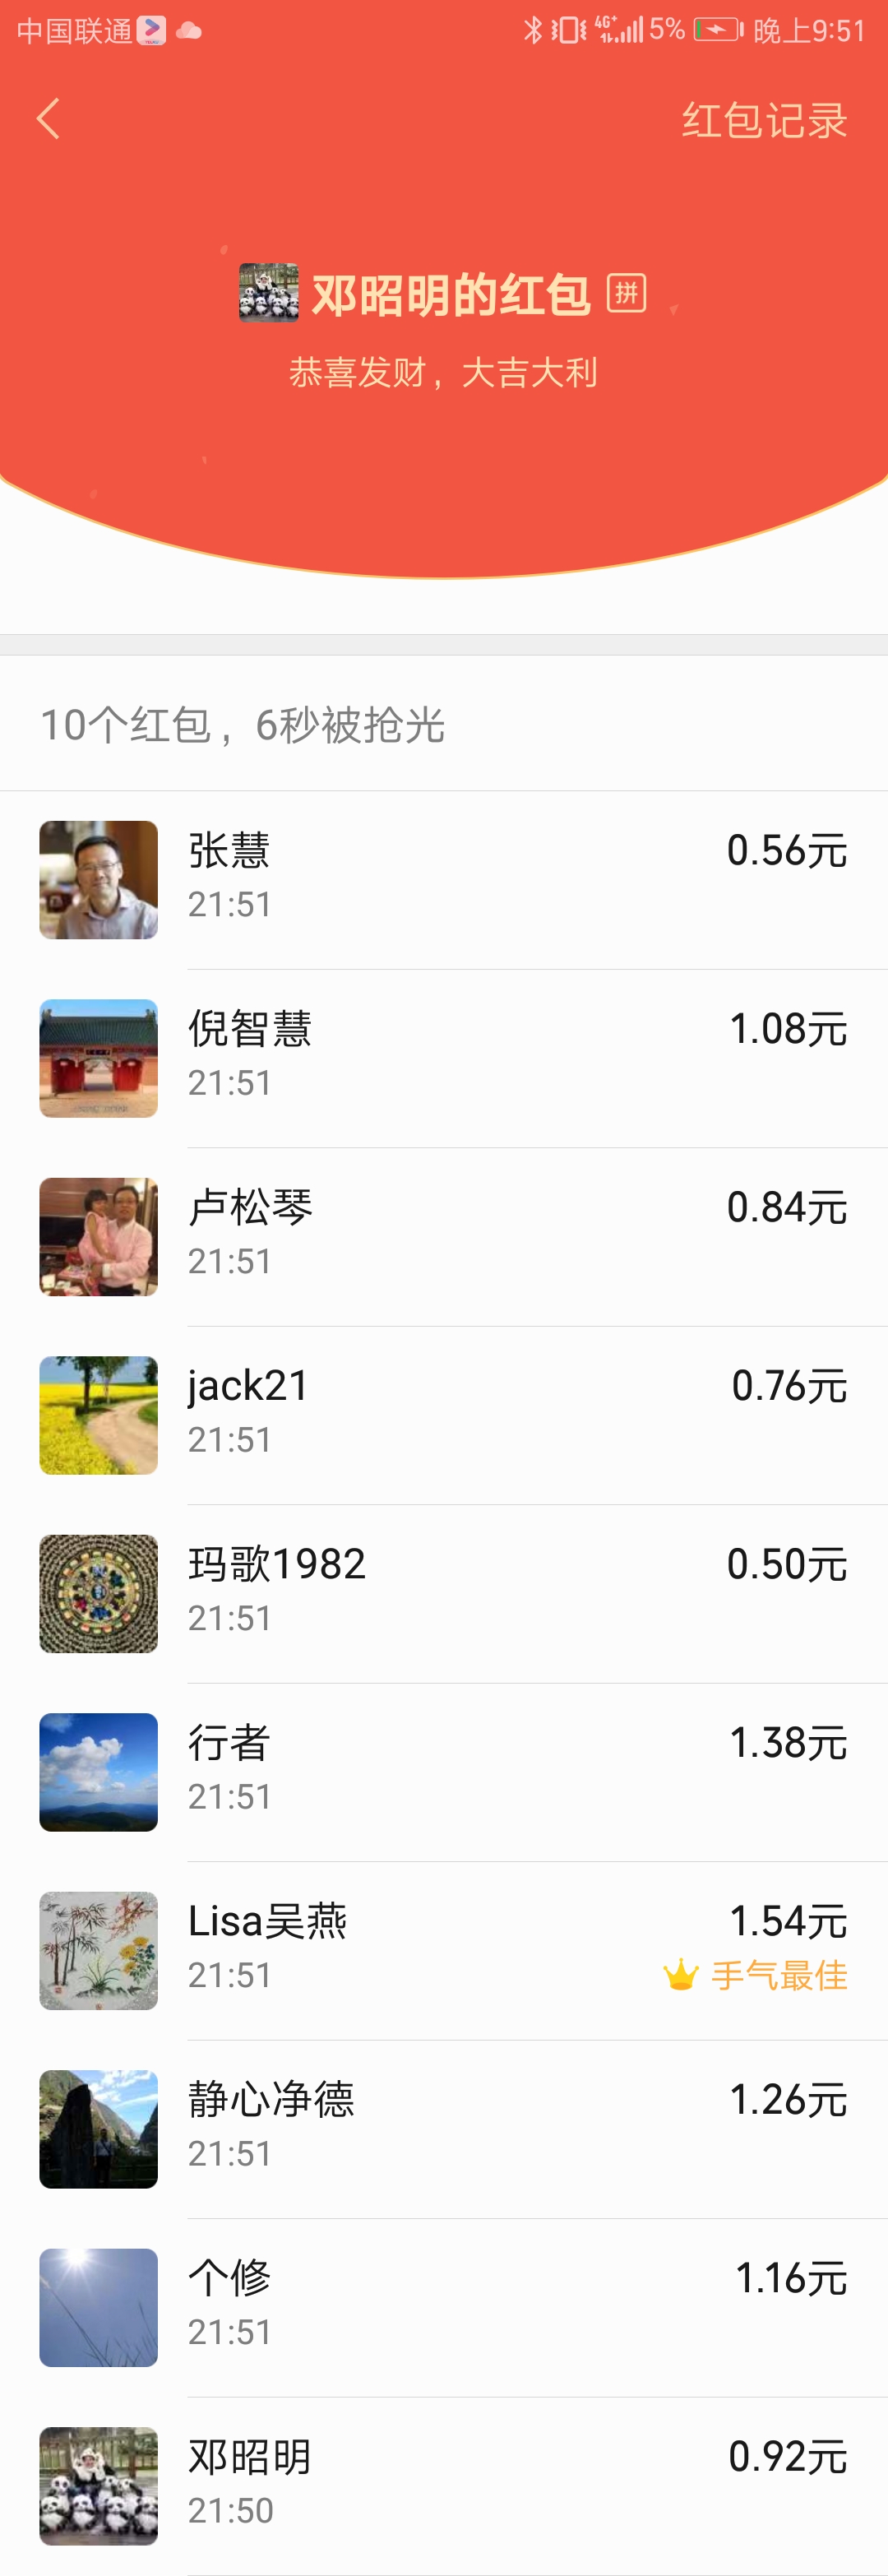 中国联通 4G+ 5% 晚上9:51
红包记录
邓昭明的红包 拼
恭喜发财，大吉大利
10个红包，6秒被抢光
张慧 0.56元
21:51
倪智慧 1.08元
21:51
卢松琴 0.84元
21:51
jack21 0.76元
21:51
玛歌1982 0.50元
21:51
行者 1.38元
21:51
Lisa吴燕 1.54元
21:51 手气最佳
静心净德 1.26元
21:51
个修 1.16元
21:51
邓昭明 0.92元
21:50